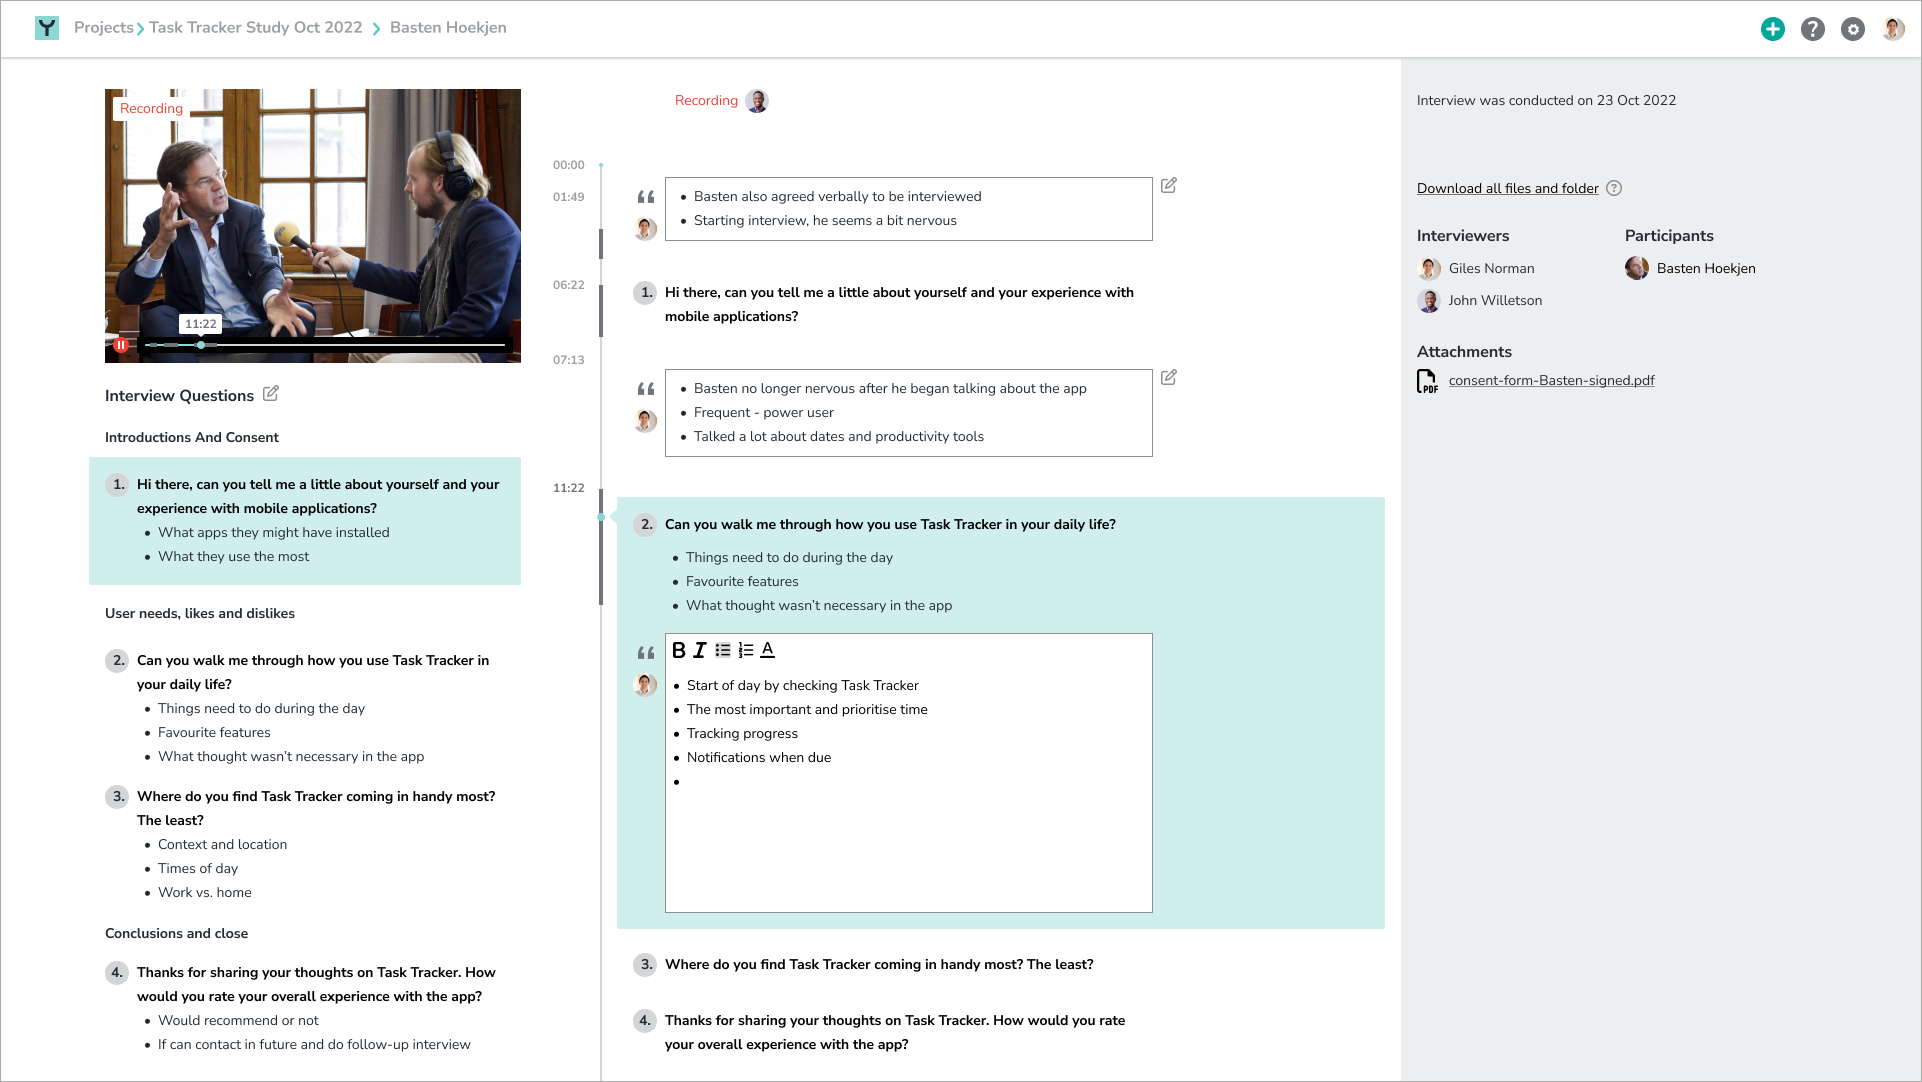 Projects
Task Tracker Study Oct 2022
Basten Hoekjen
Recording
11:22
Interview Questions
Introductions And Consent
1. Hi there, can you tell me a little about yourself and your
experience with mobile applications?
• What apps they might have installed
• What they use the most
User needs, likes and dislikes
2. Can you walk me through how you use Task Tracker in
your daily life?
• Things need to do during the day
• Favourite features
• What thought wasn’t necessary in the app
3. Where do you find Task Tracker coming in handy most?
The least?
• Context and location
• Times of day
• Work vs. home
Conclusions and close
4. Thanks for sharing your thoughts on Task Tracker. How
would you rate your overall experience with the app?
• Would recommend or not
• If can contact in future and do follow-up interview
Recording
00:00
01:49
• Basten also agreed verbally to be interviewed
• Starting interview, he seems a bit nervous
06:22
1. Hi there, can you tell me a little about yourself and your experience with
mobile applications?
07:13
• Basten no longer nervous after he began talking about the app
• Frequent - power user
• Talked a lot about dates and productivity tools
11:22
2. Can you walk me through how you use Task Tracker in your daily life?
• Things need to do during the day
• Favourite features
• What thought wasn’t necessary in the app
B I A
• Start of day by checking Task Tracker
• The most important and prioritise time
• Tracking progress
• Notifications when due
•
3. Where do you find Task Tracker coming in handy most? The least?
4. Thanks for sharing your thoughts on Task Tracker. How would you rate
your overall experience with the app?
Interview was conducted on 23 Oct 2022
Download all files and folder ?
Interviewers
Giles Norman
John Willetson
Participants
Basten Hoekjen
Attachments
PDF consent-form-Basten-signed.pdf